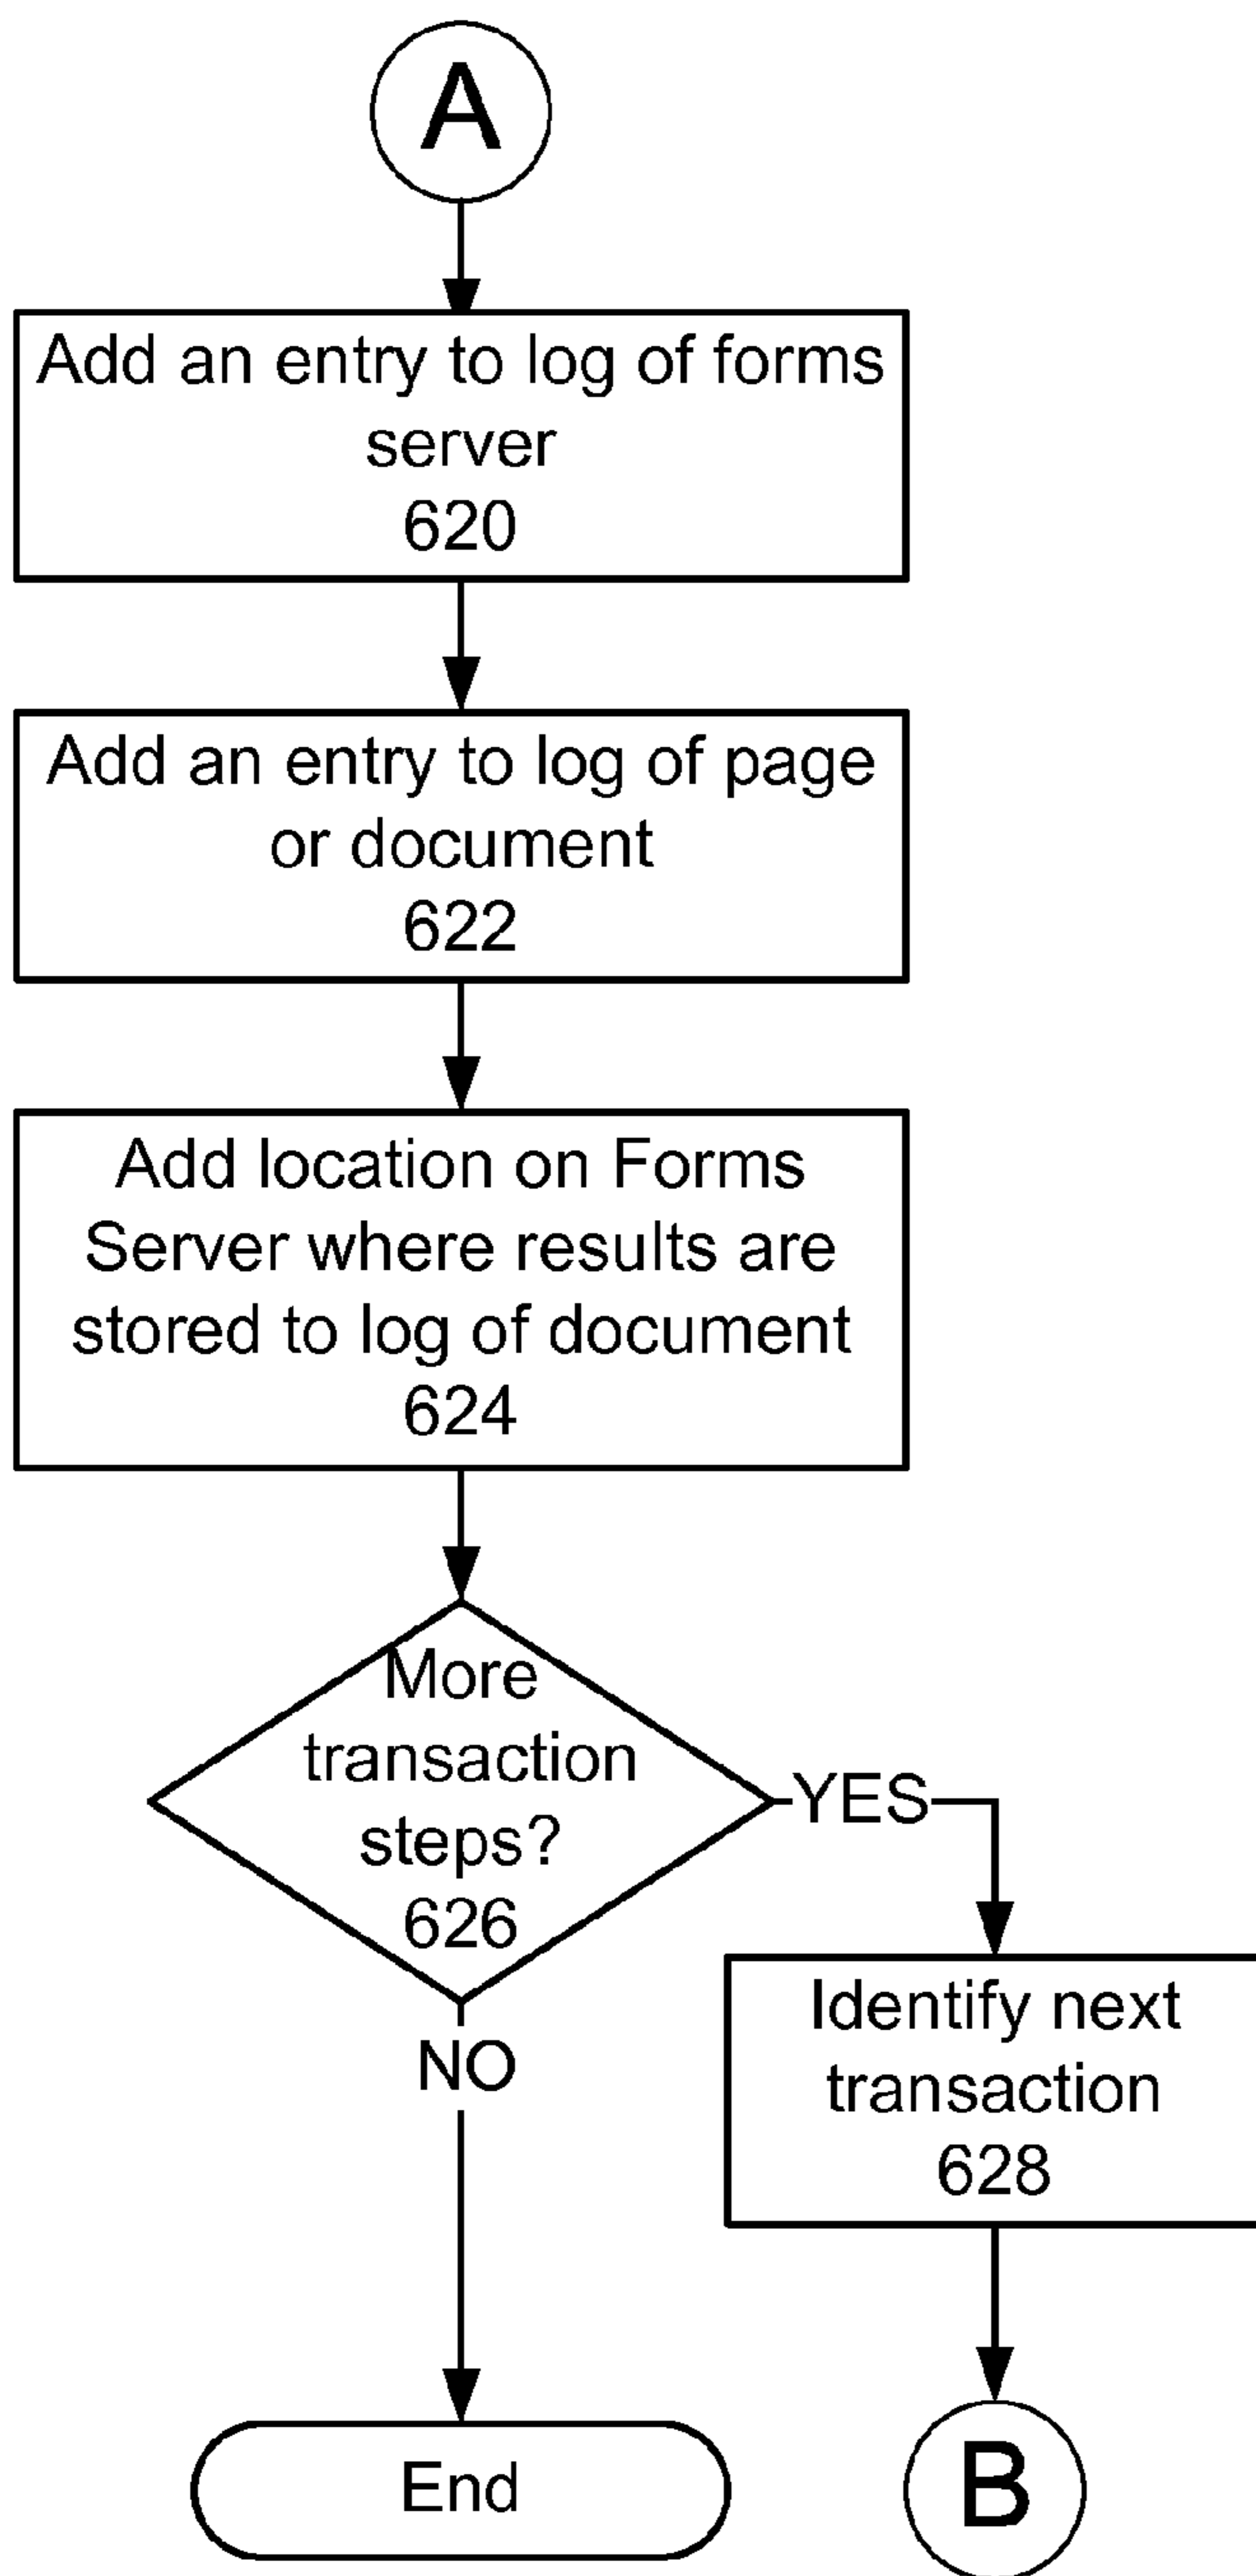 A
Add an entry to log of forms
server
620
Add an entry to log of page
or document
622
Add location on Forms
Server where results are
stored to log of document
624
More
transaction
steps?
626
YES
NO
Identify next
transaction
628
End
B